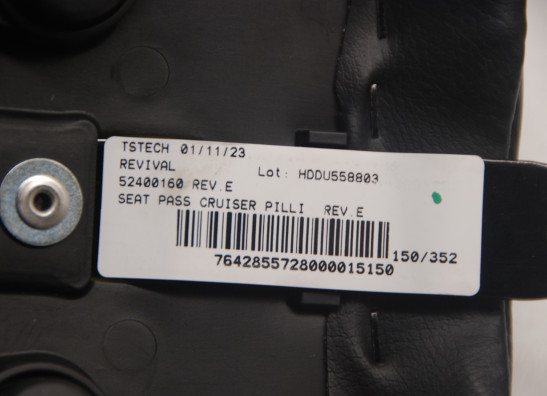 TSTECH 01/11/23
REVIVAL Lot: HDDU558803
52400160 REV.E
SEAT PASS CRUISER PILLI REV.E
150/352
7642855728000015150